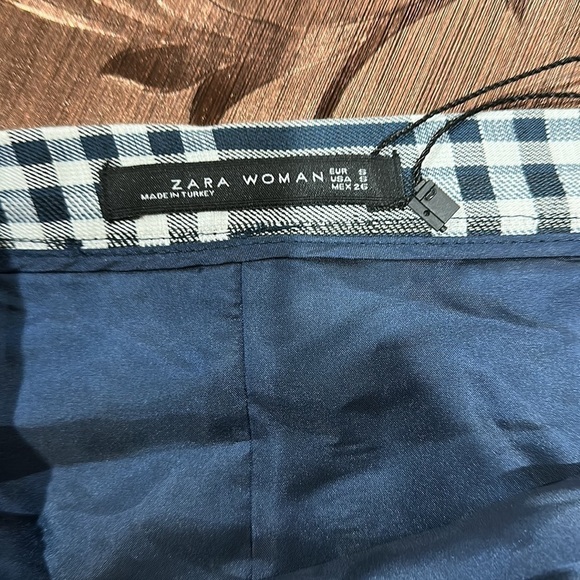 ZARA WOMAN
MADE IN TURKEY
EUR S
USA S
MEX 26